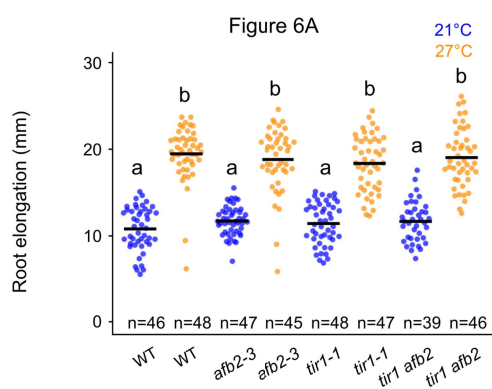 Figure 6A
21°C
27°C
Root elongation (mm)
30
20
10
0
a
b
a
b
a
b
a
b
n=46 n=48 n=47 n=45 n=48 n=47 n=39 n=46
WT WT afb2-3 afb2-3 tir1-1 tir1-1 tir1 afb2 tir1 afb2